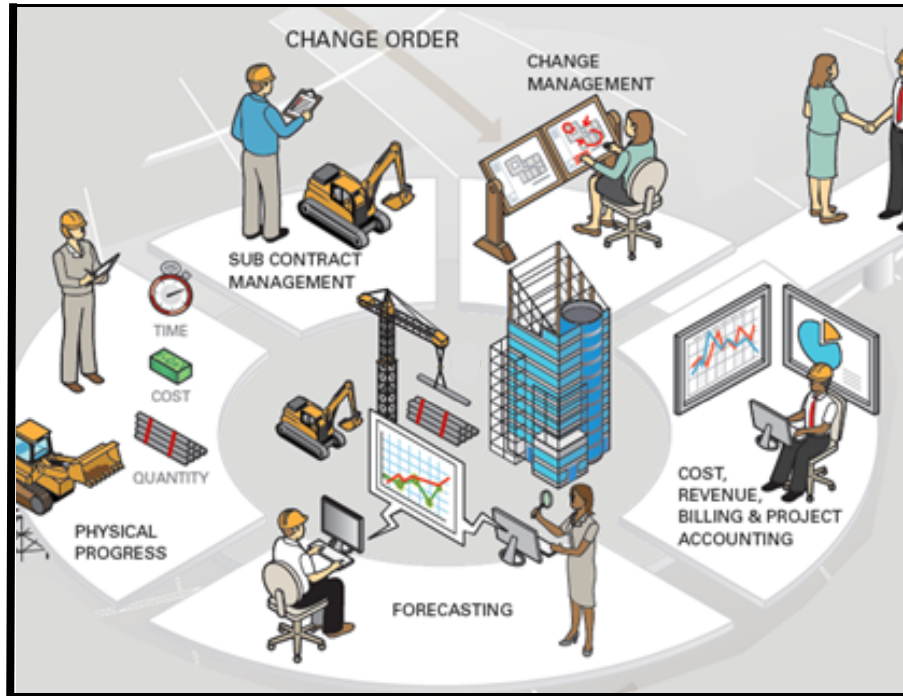 CHANGE ORDER
CHANGE
MANAGEMENT
SUB CONTRACT
MANAGEMENT
TIME
COST
QUANTITY
PHYSICAL
PROGRESS
COST,
REVENUE,
BILLING & PROJECT
ACCOUNTING
FORECASTING